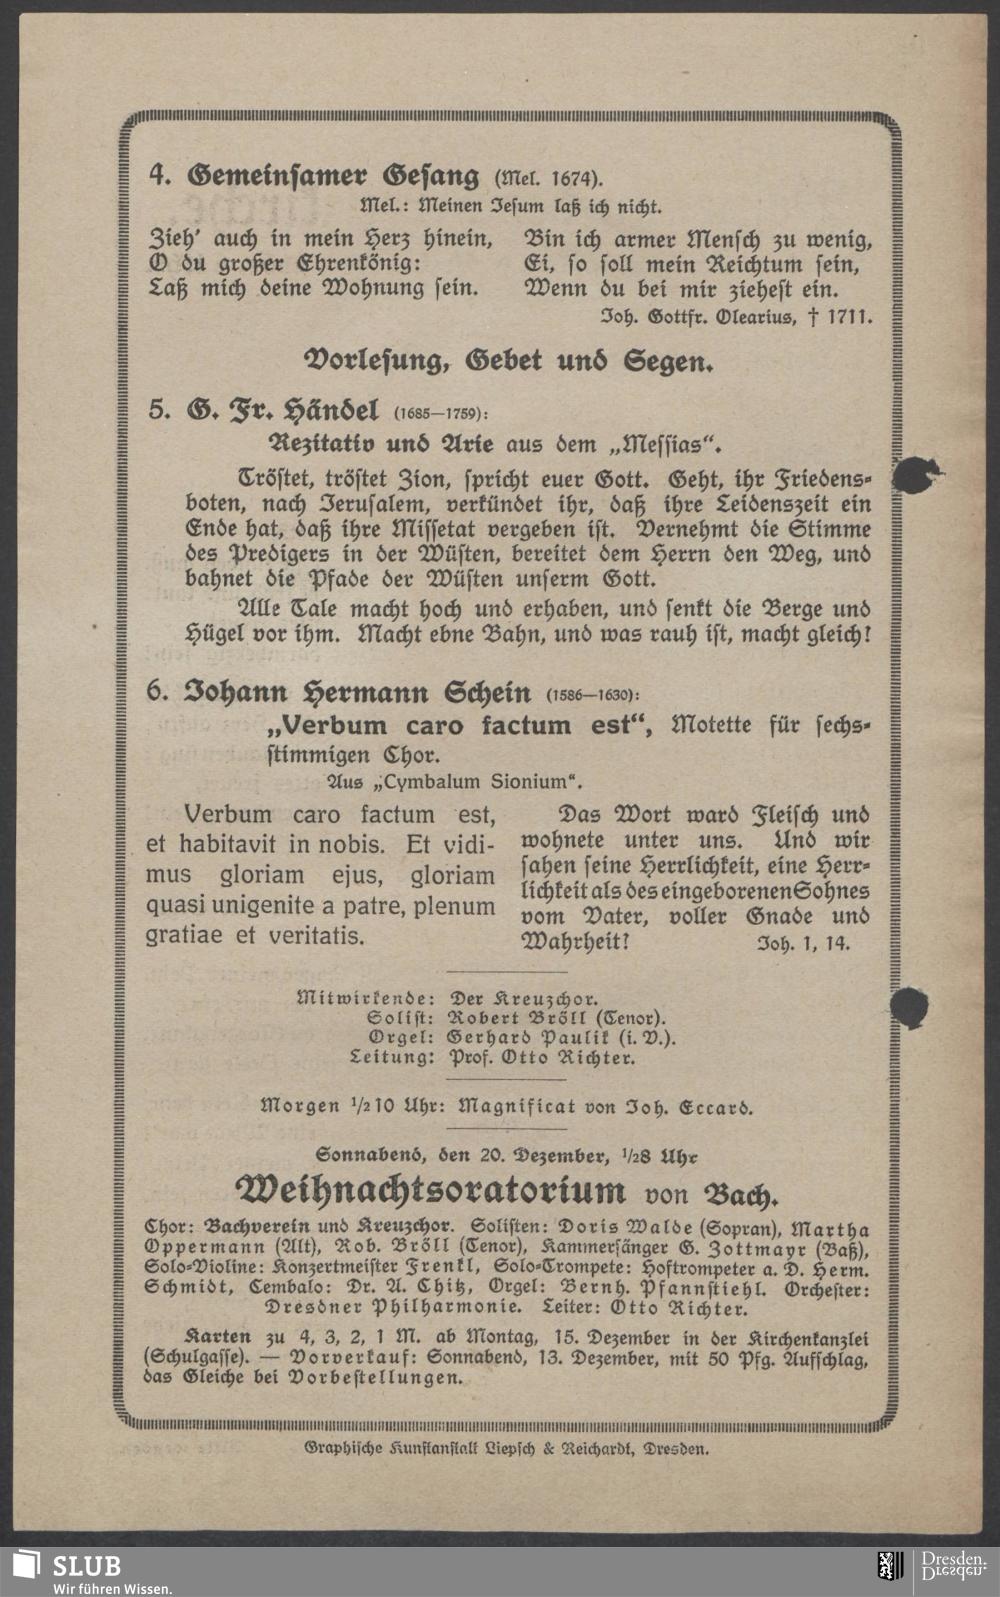 4. Gemeinsamer Gesang (Mel. 1674).
Mel.: Meinen Jesum laß ich nicht.
Zieh' auch in mein Herz hinein,
O du großer Ehrenkönig:
Laß mich deine Wohnung sein.
Bin ich armer Mensch zu wenig,
Ei, so soll mein Reichtum sein,
Wenn du bei mir ziehest ein.
Joh. Gottfr. Olearius, † 1711.
Vorlesung, Gebet und Segen.
5. G. Fr. Händel (1685—1759):
Rezitativ und Arie aus dem „Messias“.
Tröstet, tröstet Zion, spricht euer Gott. Geht, ihr Friedens-
boten, nach Jerusalem, verkündet ihr, daß ihre Leidenszeit ein
Ende hat, daß ihre Missetat vergeben ist. Vernehmt die Stimme
des Predigers in der Wüsten, bereitet dem Herrn den Weg, und
bahnet die Pfade der Wüsten unserm Gott.
Alle Tale macht hoch und erhaben, und senkt die Berge und
Hügel vor ihm. Macht ebne Bahn, und was rauh ist, macht gleich!
6. Johann Hermann Schein (1586—1630):
„Verbum caro factum est“, Motette für sechs-
stimmigen Chor.
Aus „Cymbalum Sionium“.
Verbum caro factum est,
et habitavit in nobis. Et vidi-
mus gloriam ejus, gloriam
quasi unigenite a patre, plenum
gratiae et veritatis.
Das Wort ward Fleisch und
wohnete unter uns. Und wir
sahen seine Herrlichkeit, eine Herr-
lichkeit als des eingeborenen Sohnes
vom Vater, voller Gnade und
Wahrheit! Joh. 1, 14.
Mitwirkende: Der Kreuzchor.
Solist: Robert Bröll (Tenor).
Orgel: Gerhard Paulik (i. V.).
Leitung: Prof. Otto Richter.
Morgen 1/2 10 Uhr: Magnificat von Joh. Eccard.
Sonnabend, den 20. Dezember, 1/28 Uhr
Weihnachtsoratorium von Bach.
Chor: Bachverein und Kreuzchor. Solisten: Doris Walde (Sopran), Martha
Oppermann (Alt), Rob. Bröll (Tenor), Kammersänger G. Zottmayr (Baß),
Solo-Violine: Konzertmeister Frenkl, Solo-Trompete: Hoftrompeter a. D. Herm.
Schmidt, Cembalo: Dr. A. Chitz, Orgel: Bernh. Pfannstiehl. Orchester:
Dresdner Philharmonie. Leiter: Otto Richter.
Karten zu 4, 3, 2, 1 M. ab Montag, 15. Dezember in der Kirchenkanzlei
(Schulgasse). — Vorverkauf: Sonnabend, 13. Dezember, mit 50 Pfg. Aufschlag,
das Gleiche bei Vorbestellungen.
Graphische Kunstanstalt Liepsch & Reichardt, Dresden.
SLUB
Wir führen Wissen.
Dresden.
Dresden.